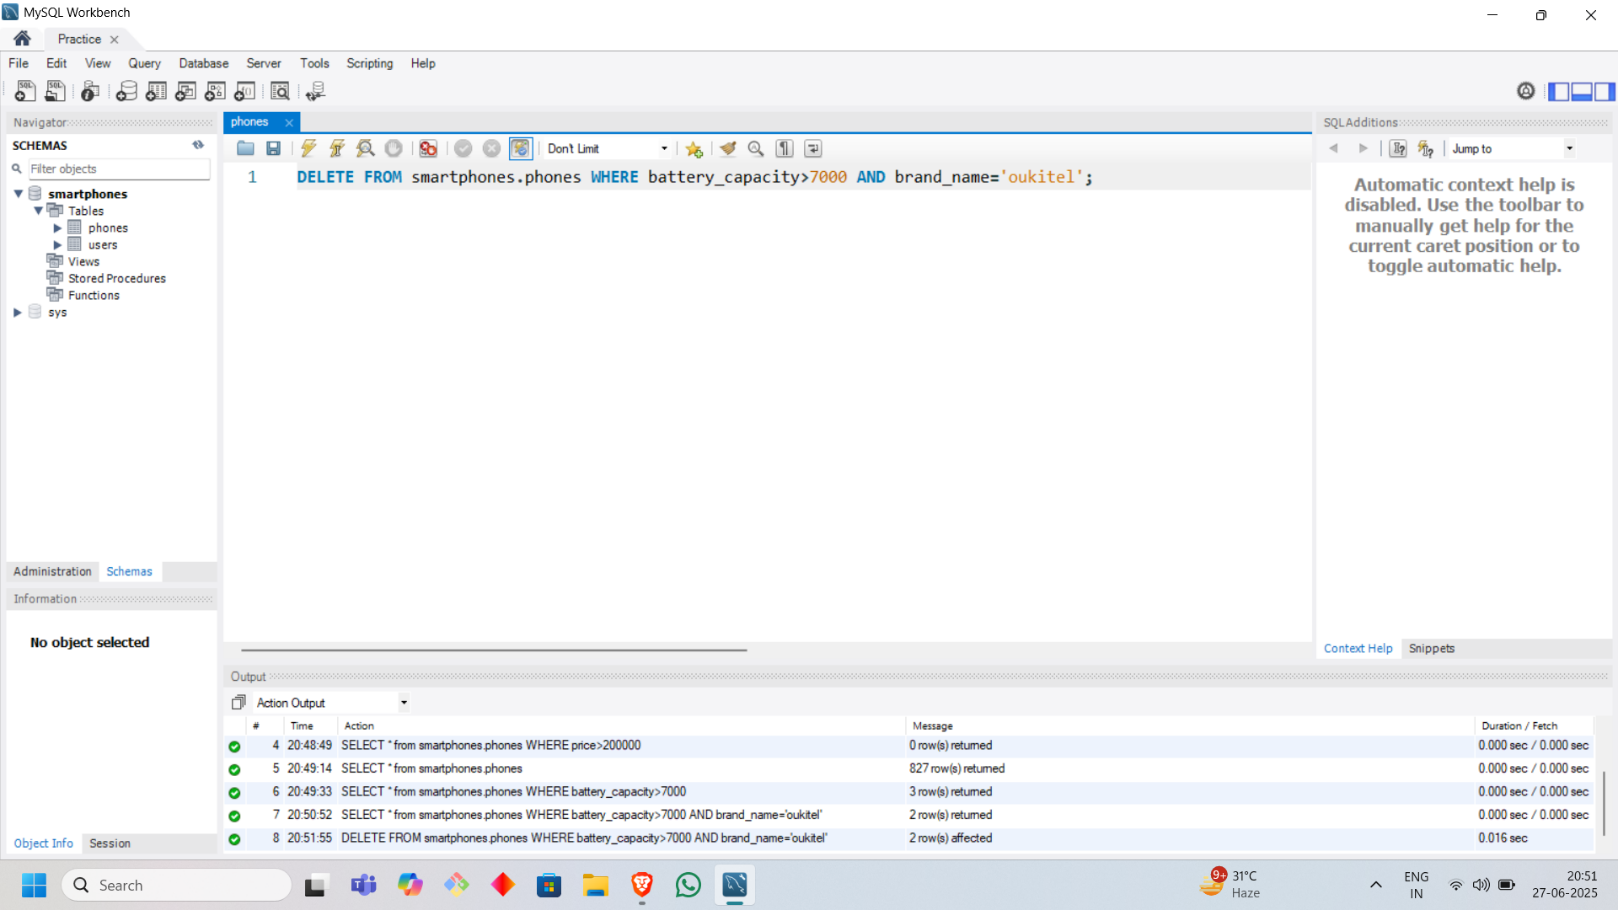 MySQL Workbench
Practice
File Edit View Query Database Server Tools Scripting Help
Navigator
SCHEMAS
Filter objects
smartphones
Tables
phones
users
Views
Stored Procedures
Functions
sys
Administration Schemas
Information
No object selected
Object Info Session
phones
Don't Limit
1 DELETE FROM smartphones.phones WHERE battery_capacity>7000 AND brand_name='oukitel';
SQLAdditions
Jump to
Automatic context help is
disabled. Use the toolbar to
manually get help for the
current caret position or to
toggle automatic help.
Context Help Snippets
Output
Action Output
# Time Action Message Duration / Fetch
4 20:48:49 SELECT * from smartphones.phones WHERE price>200000 0 row(s) returned 0.000 sec / 0.000 sec
5 20:49:14 SELECT * from smartphones.phones 827 row(s) returned 0.000 sec / 0.000 sec
6 20:49:33 SELECT * from smartphones.phones WHERE battery_capacity>7000 3 row(s) returned 0.000 sec / 0.000 sec
7 20:50:52 SELECT * from smartphones.phones WHERE battery_capacity>7000 AND brand_name='oukitel' 2 row(s) returned 0.000 sec / 0.000 sec
8 20:51:55 DELETE FROM smartphones.phones WHERE battery_capacity>7000 AND brand_name='oukitel' 2 row(s) affected 0.016 sec
Search
9+
31°C
Haze
ENG
IN
20:51
27-06-2025